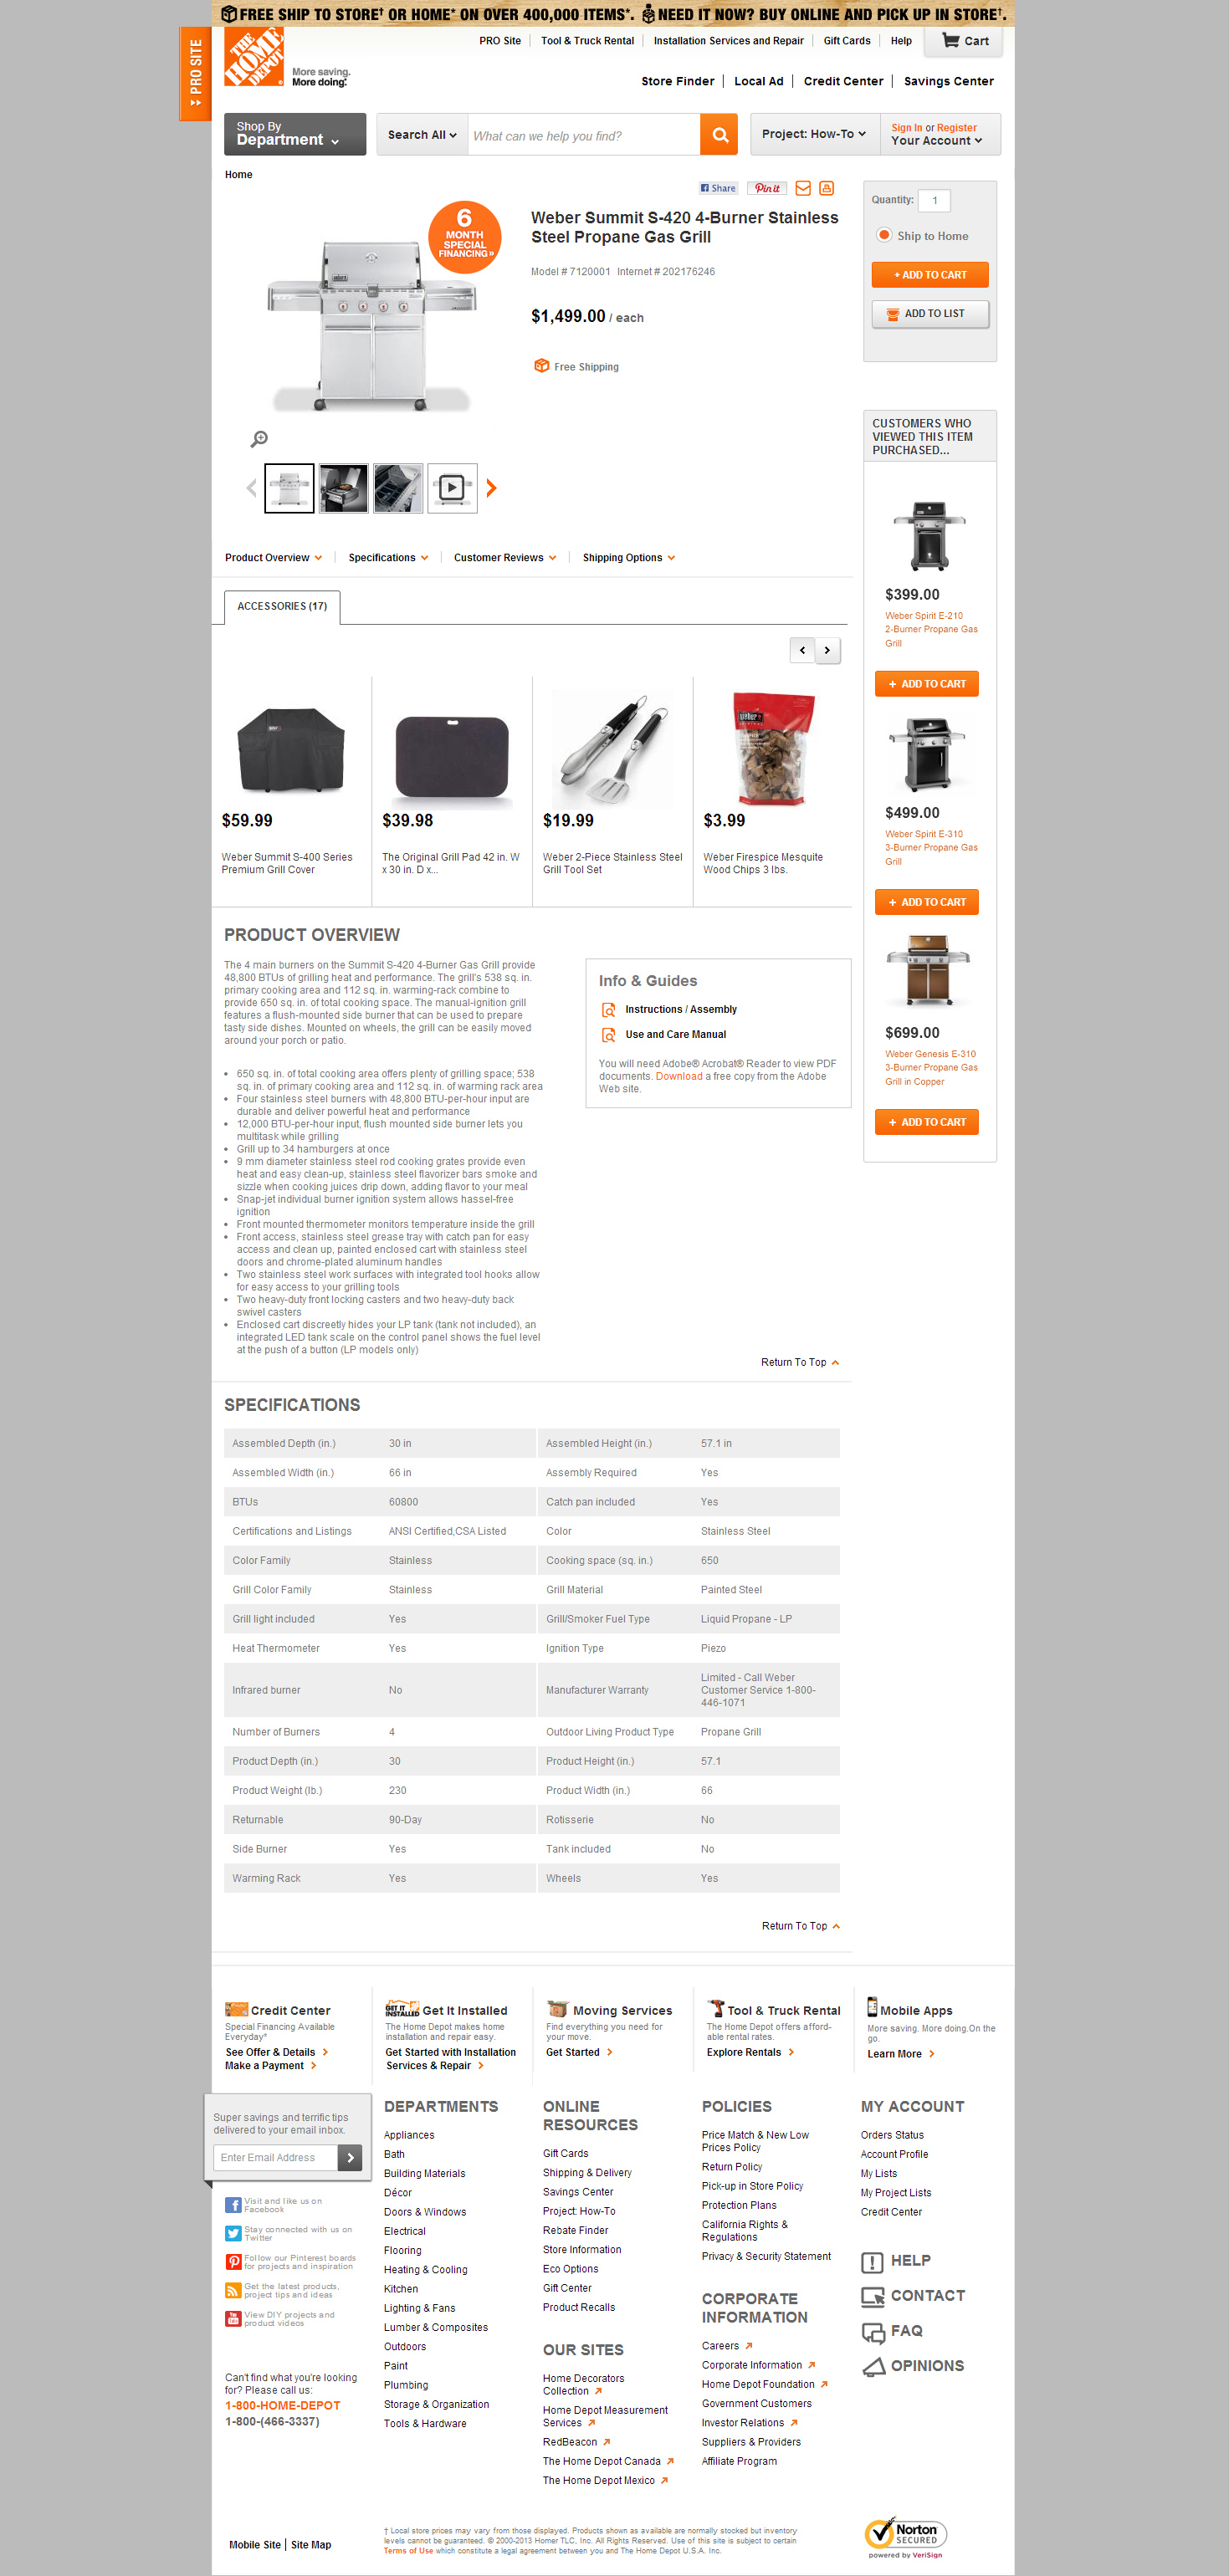 FREE SHIP TO STORE† OR HOME* ON OVER 400,000 ITEMS*. NEED IT NOW? BUY ONLINE AND PICK UP IN STORE†.
PRO SITE
THE HOME DEPOT
More saving.
More doing.
PRO Site
Tool & Truck Rental
Installation Services and Repair
Gift Cards
Help
Cart
Store Finder
Local Ad
Credit Center
Savings Center
Shop By
Department
Search All
What can we help you find?
Project: How-To
Sign In or Register
Your Account
Home
Share
Pin it
6
MONTH
SPECIAL
FINANCING»
Weber Summit S-420 4-Burner Stainless
Steel Propane Gas Grill
Model # 7120001 Internet # 202176246
$1,499.00 / each
Free Shipping
Quantity: 1
Ship to Home
+ ADD TO CART
ADD TO LIST
Product Overview
Specifications
Customer Reviews
Shipping Options
ACCESSORIES (17)
$59.99
Weber Summit S-400 Series
Premium Grill Cover
$39.98
The Original Grill Pad 42 in. W
x 30 in. D x...
$19.99
Weber 2-Piece Stainless Steel
Grill Tool Set
$3.99
Weber Firespice Mesquite
Wood Chips 3 lbs.
CUSTOMERS WHO
VIEWED THIS ITEM
PURCHASED...
$399.00
Weber Spirit E-210
2-Burner Propane Gas
Grill
+ ADD TO CART
$499.00
Weber Spirit E-310
3-Burner Propane Gas
Grill
+ ADD TO CART
$699.00
Weber Genesis E-310
3-Burner Propane Gas
Grill in Copper
+ ADD TO CART
PRODUCT OVERVIEW
The 4 main burners on the Summit S-420 4-Burner Gas Grill provide
48,800 BTUs of grilling heat and performance. The grill's 538 sq. in.
primary cooking area and 112 sq. in. warming-rack combine to
provide 650 sq. in. of total cooking space. The manual-ignition grill
features a flush-mounted side burner that can be used to prepare
tasty side dishes. Mounted on wheels, the grill can be easily moved
around your porch or patio.
• 650 sq. in. of total cooking area offers plenty of grilling space; 538
sq. in. of primary cooking area and 112 sq. in. of warming rack area
• Four stainless steel burners with 48,800 BTU-per-hour input are
durable and deliver powerful heat and performance
• 12,000 BTU-per-hour input, flush mounted side burner lets you
multitask while grilling
• Grill up to 34 hamburgers at once
• 9 mm diameter stainless steel rod cooking grates provide even
heat and easy clean-up, stainless steel flavorizer bars smoke and
sizzle when cooking juices drip down, adding flavor to your meal
• Snap-jet individual burner ignition system allows hassel-free
ignition
• Front mounted thermometer monitors temperature inside the grill
• Front access, stainless steel grease tray with catch pan for easy
access and clean up, painted enclosed cart with stainless steel
doors and chrome-plated aluminum handles
• Two stainless steel work surfaces with integrated tool hooks allow
for easy access to your grilling tools
• Two heavy-duty front locking casters and two heavy-duty back
swivel casters
• Enclosed cart discreetly hides your LP tank (tank not included), an
integrated LED tank scale on the control panel shows the fuel level
at the push of a button (LP models only)
Info & Guides
Instructions / Assembly
Use and Care Manual
You will need Adobe® Acrobat® Reader to view PDF
documents. Download a free copy from the Adobe
Web site.
Return To Top
SPECIFICATIONS
Assembled Depth (in.) 30 in Assembled Height (in.) 57.1 in
Assembled Width (in.) 66 in Assembly Required Yes
BTUs 60800 Catch pan included Yes
Certifications and Listings ANSI Certified,CSA Listed Color Stainless Steel
Color Family Stainless Cooking space (sq. in.) 650
Grill Color Family Stainless Grill Material Painted Steel
Grill light included Yes Grill/Smoker Fuel Type Liquid Propane - LP
Heat Thermometer Yes Ignition Type Piezo
Infrared burner No Manufacturer Warranty Limited - Call Weber
Customer Service 1-800-
446-1071
Number of Burners 4 Outdoor Living Product Type Propane Grill
Product Depth (in.) 30 Product Height (in.) 57.1
Product Weight (lb.) 230 Product Width (in.) 66
Returnable 90-Day Rotisserie No
Side Burner Yes Tank included No
Warming Rack Yes Wheels Yes
Return To Top
Credit Center
Special Financing Available
Everyday*
See Offer & Details
Make a Payment
GET IT INSTALLED
Get It Installed
The Home Depot makes home
installation and repair easy.
Get Started with Installation
Services & Repair
Moving Services
Find everything you need for
your move.
Get Started
Tool & Truck Rental
The Home Depot offers afford-
able rental rates.
Explore Rentals
Mobile Apps
More saving. More doing.On the
go.
Learn More
Super savings and terrific tips
delivered to your email inbox.
Enter Email Address
Visit and like us on
Facebook
Stay connected with us on
Twitter
Follow our Pinterest boards
for projects and inspiration
Get the latest products,
project tips and ideas
View DIY projects and
product videos
Can't find what you're looking
for? Please call us:
1-800-HOME-DEPOT
1-800-(466-3337)
DEPARTMENTS
Appliances
Bath
Building Materials
Décor
Doors & Windows
Electrical
Flooring
Heating & Cooling
Kitchen
Lighting & Fans
Lumber & Composites
Outdoors
Paint
Plumbing
Storage & Organization
Tools & Hardware
ONLINE
RESOURCES
Gift Cards
Shipping & Delivery
Savings Center
Project: How-To
Rebate Finder
Store Information
Eco Options
Gift Center
Product Recalls
OUR SITES
Home Decorators
Collection
Home Depot Measurement
Services
RedBeacon
The Home Depot Canada
The Home Depot Mexico
POLICIES
Price Match & New Low
Prices Policy
Return Policy
Pick-up in Store Policy
Protection Plans
California Rights &
Regulations
Privacy & Security Statement
CORPORATE
INFORMATION
Careers
Corporate Information
Home Depot Foundation
Government Customers
Investor Relations
Suppliers & Providers
Affiliate Program
MY ACCOUNT
Orders Status
Account Profile
My Lists
My Project Lists
Credit Center
HELP
CONTACT
FAQ
OPINIONS
Mobile Site | Site Map
† Local store prices may vary from those displayed. Products shown as available are normally stocked but inventory
levels cannot be guaranteed. © 2000-2013 Homer TLC, Inc. All Rights Reserved. Use of this site is subject to certain
Terms of Use which constitute a legal agreement between you and The Home Depot U.S.A. Inc.
Norton
SECURED
powered by VeriSign